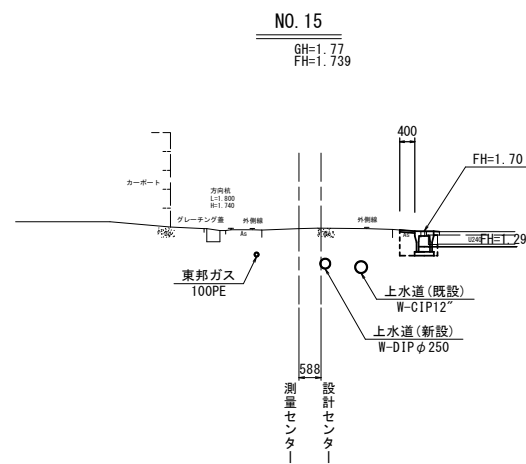 NO. 15
GH=1.77
FH=1.739
400
FH=1.70
カーポート
方向杭
L=1.800
H=1.740
グレーチング蓋
外側線
外側線
As
As
U240
FH=1.29
東邦ガス
100PE
上水道(既設)
W-CIP12"
上水道(新設)
W-DIPφ250
588
測量センター
設計センター